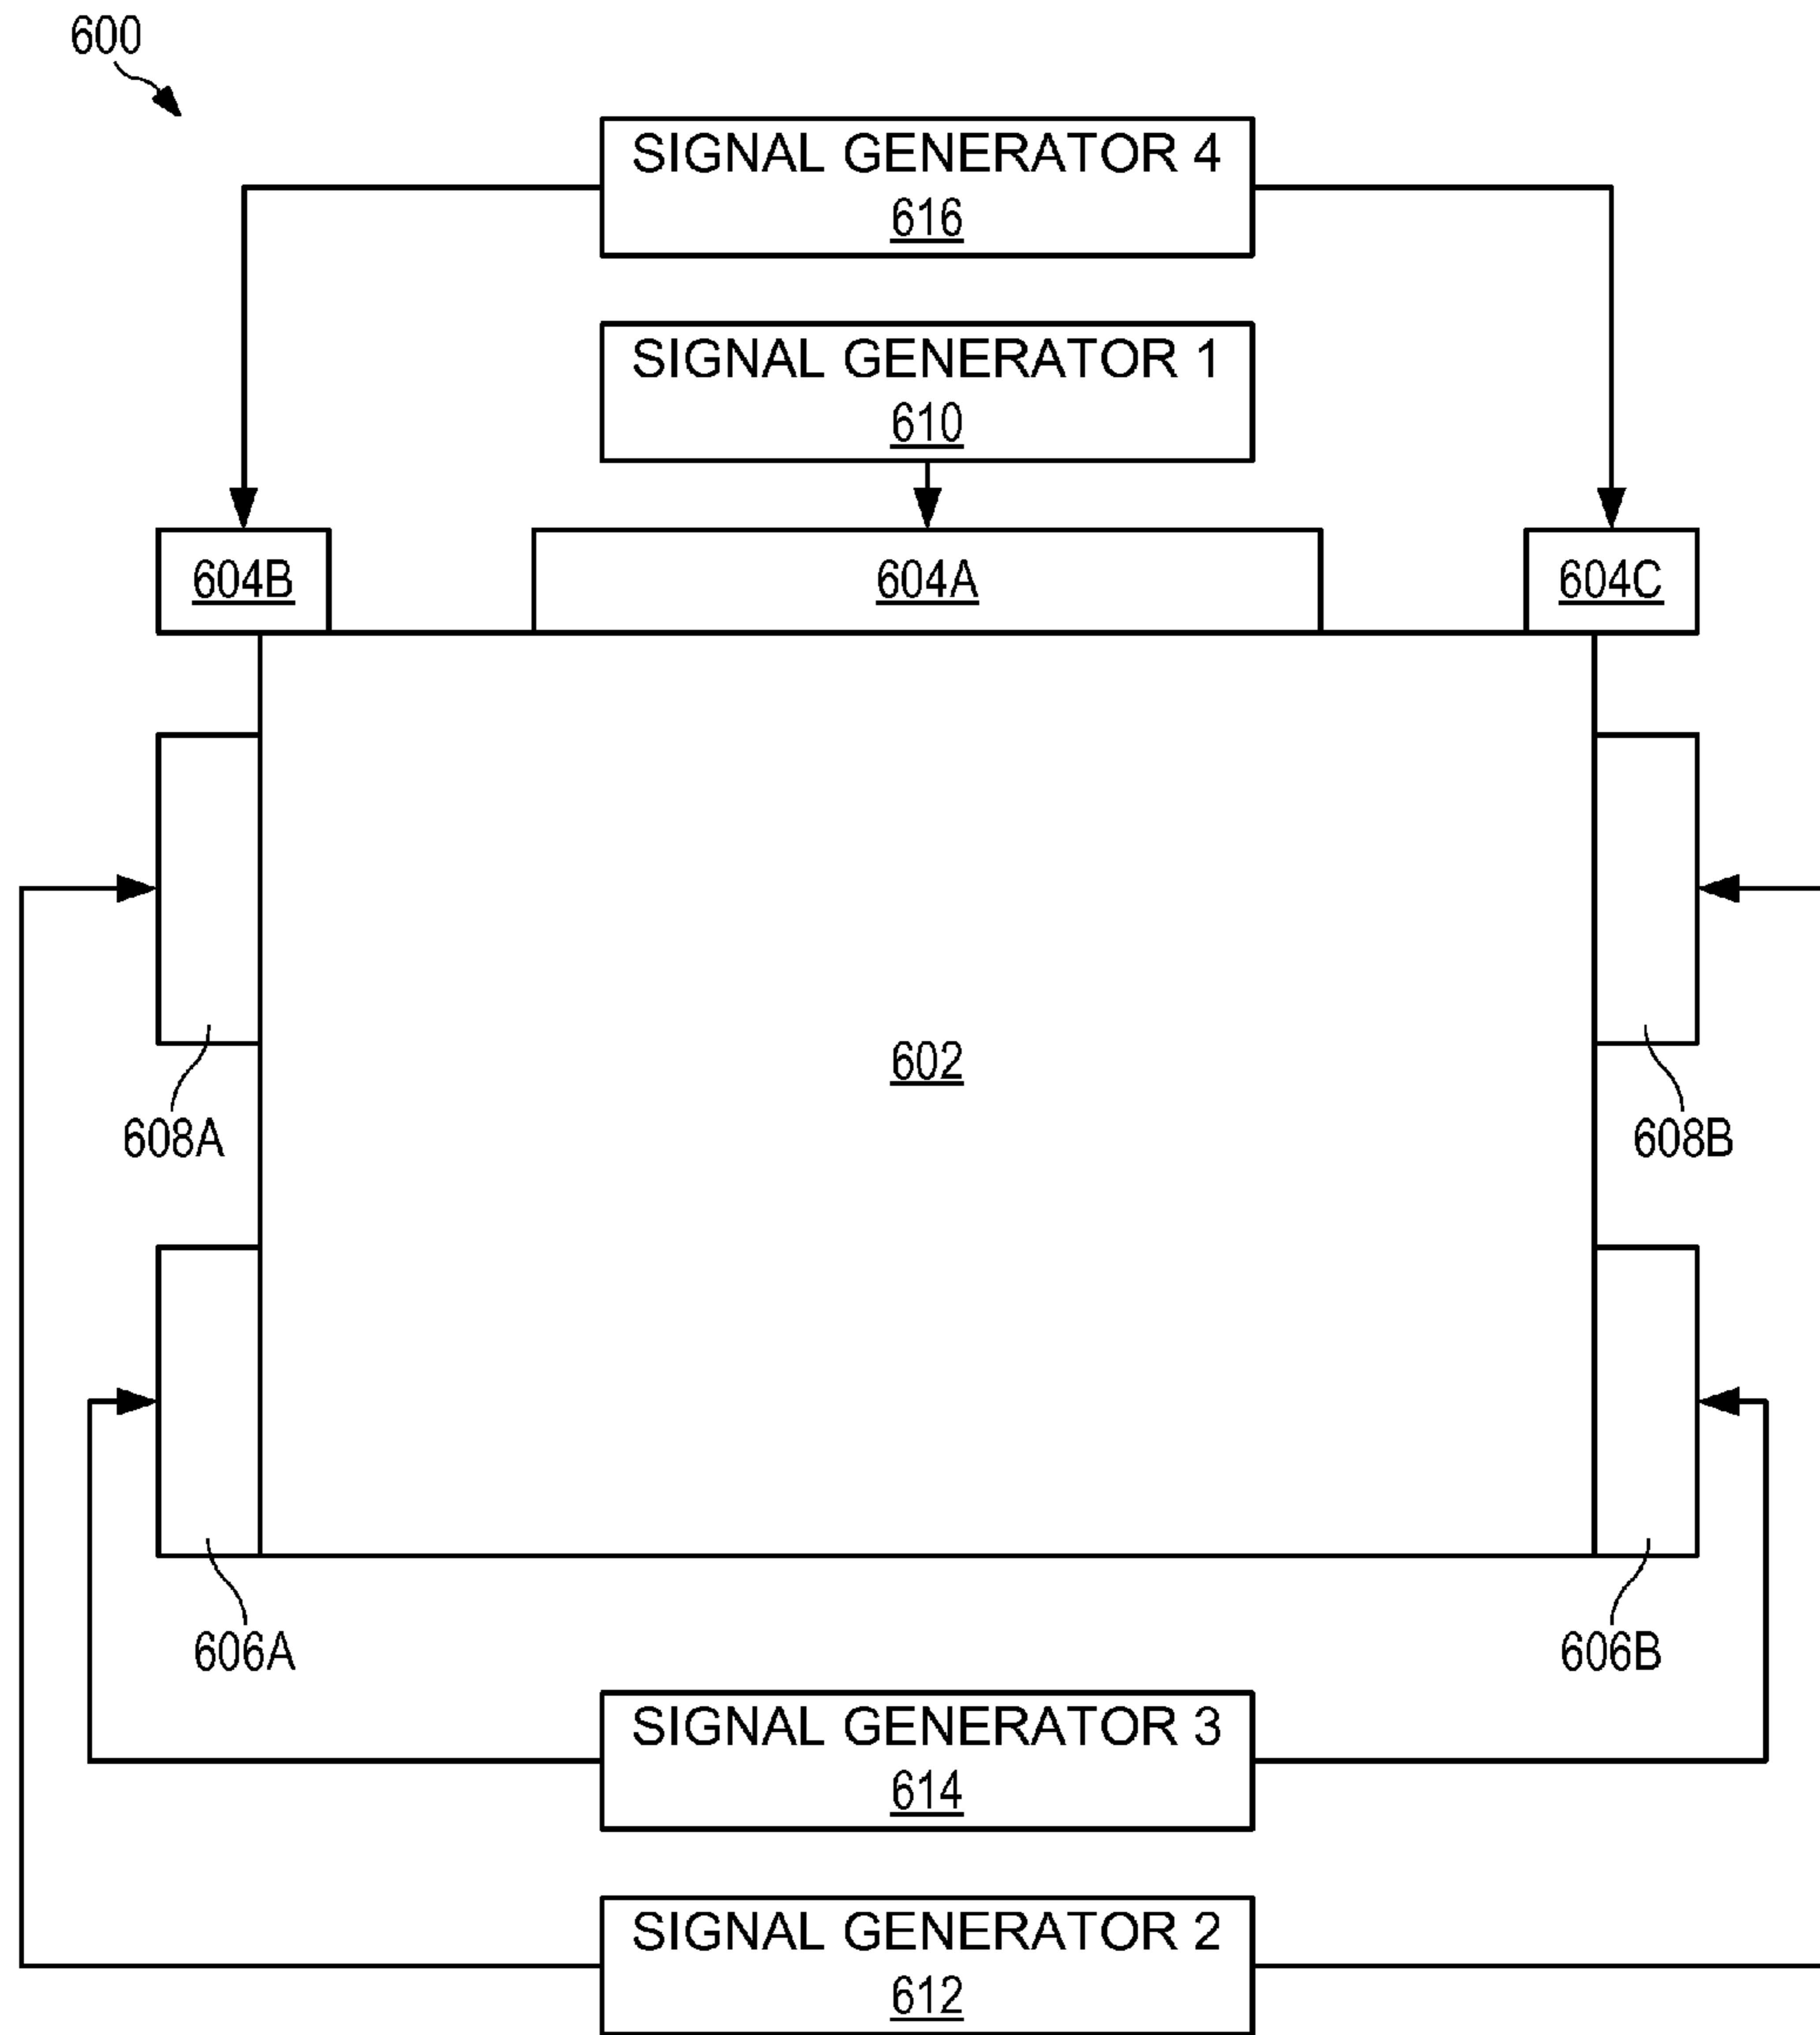 600
SIGNAL GENERATOR 4
616
SIGNAL GENERATOR 1
610
604B
604A
604C
602
608A
608B
606A
606B
SIGNAL GENERATOR 3
614
SIGNAL GENERATOR 2
612